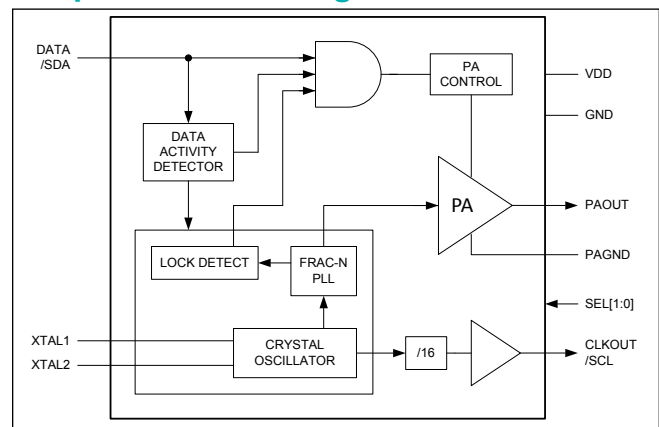 DATA
/SDA
PA
CONTROL
VDD
GND
DATA
ACTIVITY
DETECTOR
PA
PAOUT
LOCK DETECT
FRAC-N
PLL
PAGND
SEL[1:0]
XTAL1
XTAL2
CRYSTAL
OSCILLATOR
/16
CLKOUT
/SCL